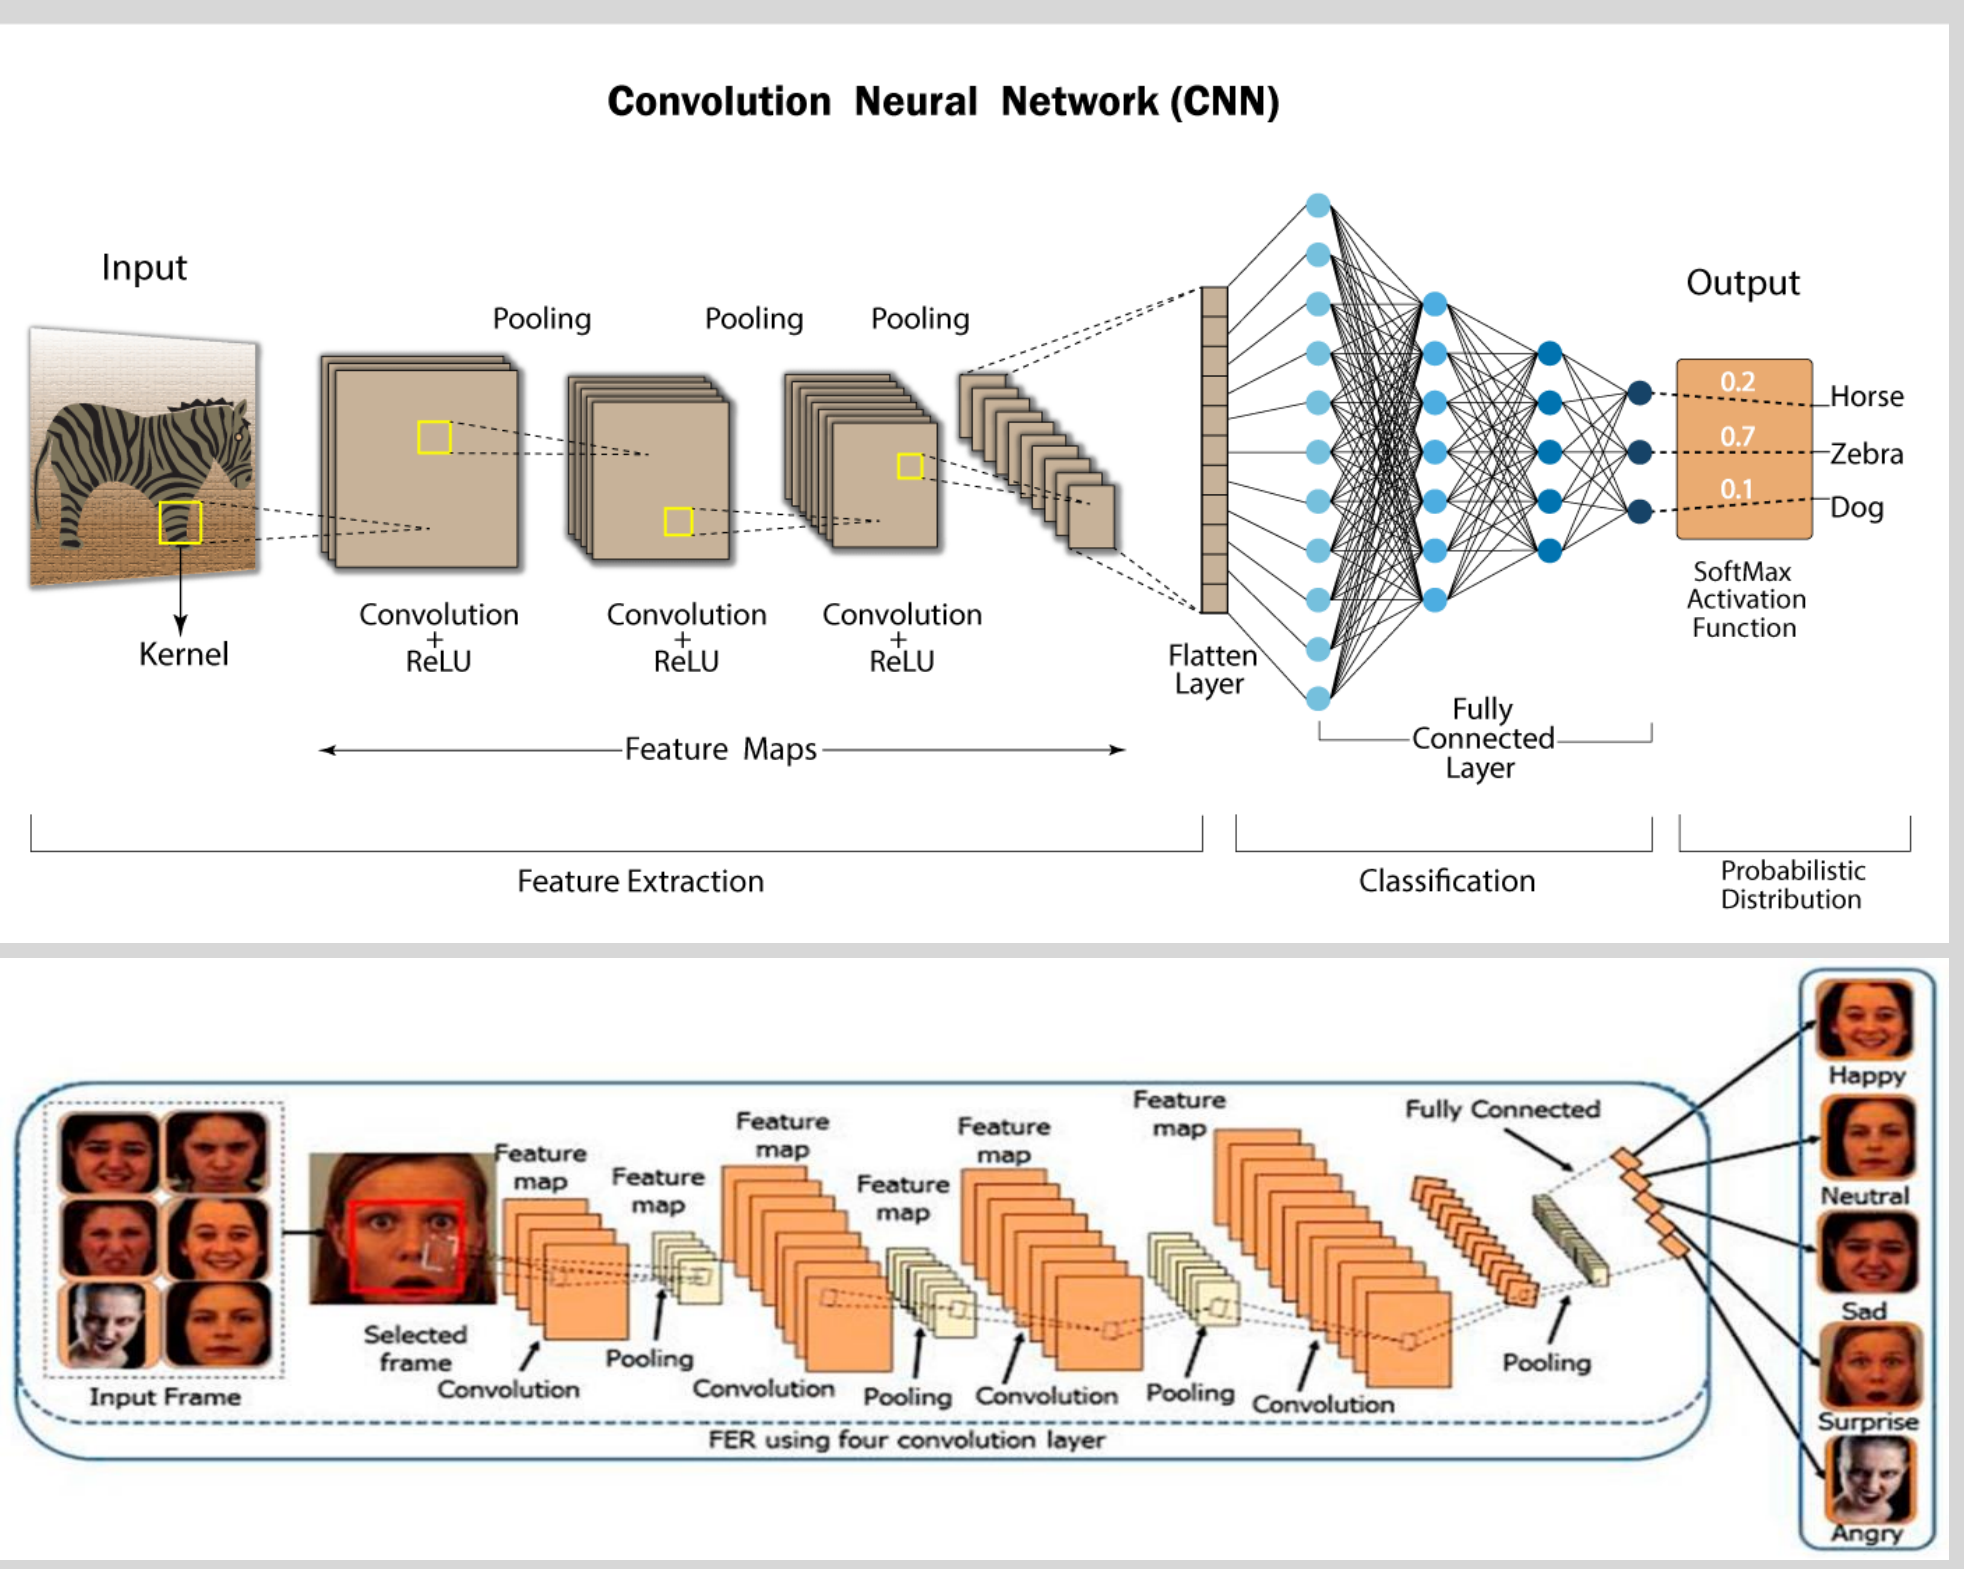 Convolution Neural Network (CNN)
Input
Pooling
Pooling
Pooling
Output
0.2
Horse
0.7
Zebra
0.1
Dog
SoftMax
Activation
Function
Kernel
Convolution
+
ReLU
Convolution
+
ReLU
Convolution
+
ReLU
Flatten
Layer
Fully
Connected
Layer
Feature Maps
Feature Extraction
Classification
Probabilistic
Distribution
Input Frame
Selected
frame
Feature
map
Convolution
Feature
map
Pooling
Feature
map
Convolution
Feature
map
Pooling
Feature
map
Convolution
Pooling
Feature
map
Convolution
Fully Connected
Pooling
FER using four convolution layer
Happy
Neutral
Sad
Surprise
Angry